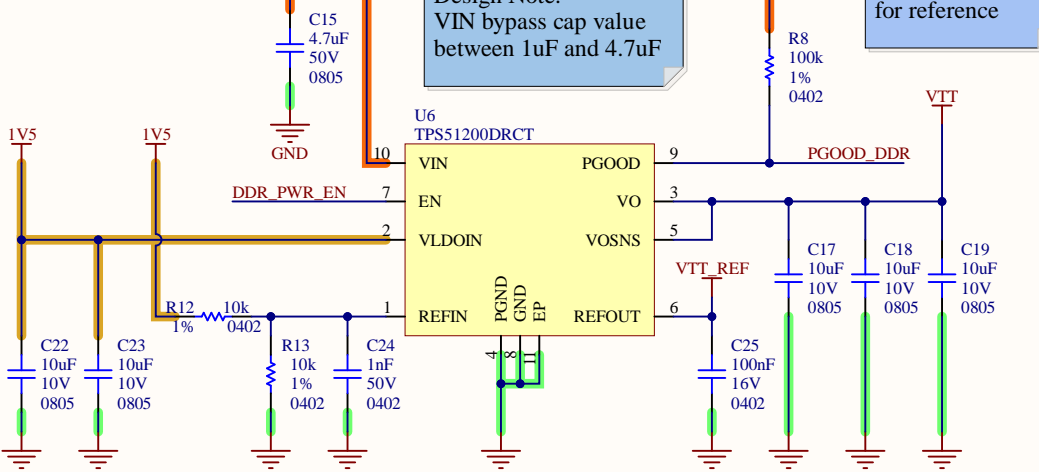 Design Note:
VIN bypass cap value
between 1uF and 4.7uF
for reference
C15
4.7uF
50V
0805
GND
R8
100k
1%
0402
U6
TPS51200DRCT
1V5
1V5
VTT
10
VIN
PGOOD
9
PGOOD_DDR
DDR_PWR_EN
7
EN
VO
3
2
VLDOIN
VOSNS
5
VTT_REF
R12
10k
1%
0402
1
REFIN
PGND
GND
EP
REFOUT
6
4
8
11
C17
10uF
10V
0805
C18
10uF
10V
0805
C19
10uF
10V
0805
C22
10uF
10V
0805
C23
10uF
10V
0805
R13
10k
1%
0402
C24
1nF
50V
0402
C25
100nF
16V
0402